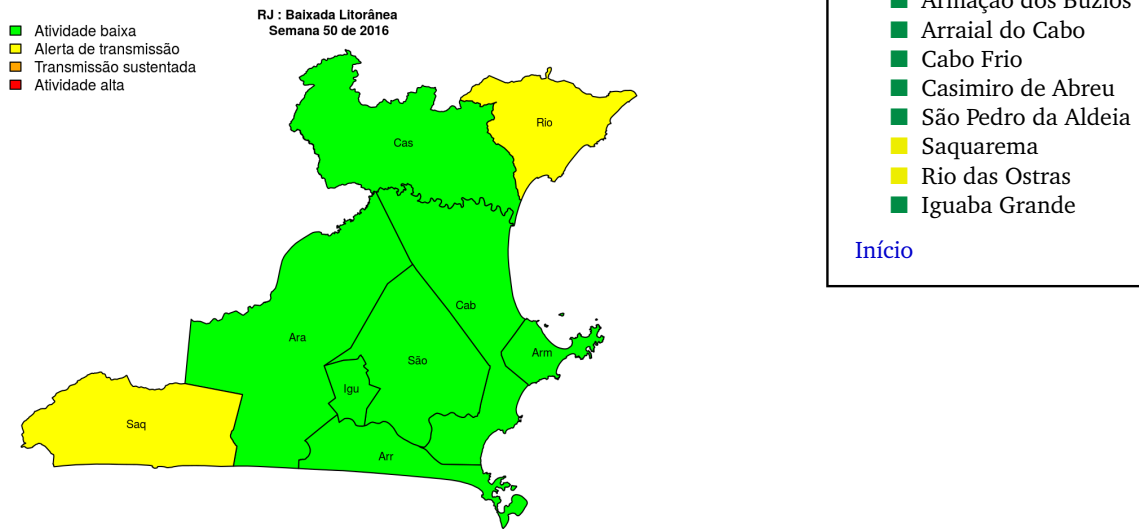 RJ : Baixada Litorânea
Semana 50 de 2016
Atividade baixa
Alerta de transmissão
Transmissão sustentada
Atividade alta
Rio
Cas
Cab
Ara
Arm
São
Igu
Saq
Arr
Armação dos Búzios
Arraial do Cabo
Cabo Frio
Casimiro de Abreu
São Pedro da Aldeia
Saquarema
Rio das Ostras
Iguaba Grande
Início